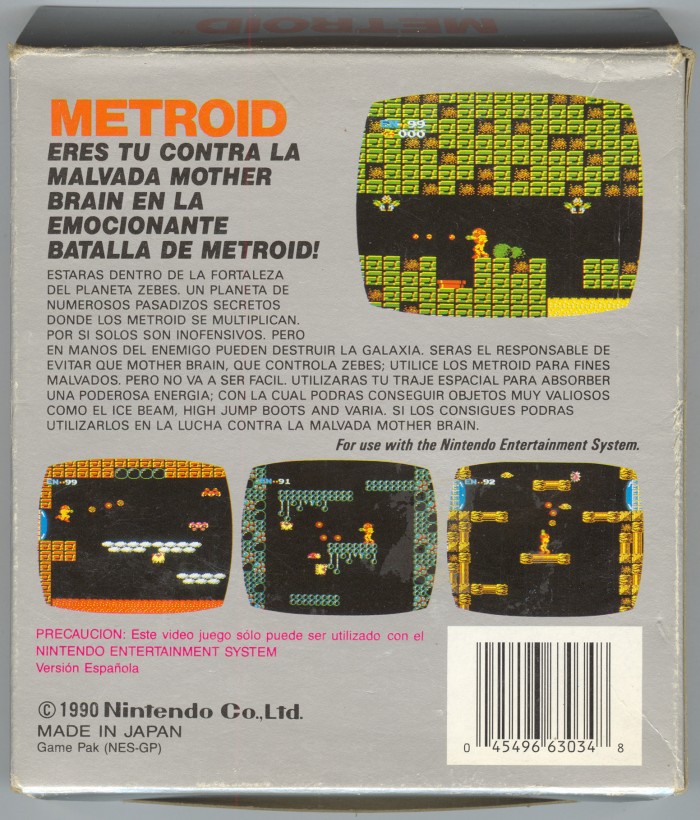 METROID
METROID
ERES TU CONTRA LA
MALVADA MOTHER
BRAIN EN LA
EMOCIONANTE
BATALLA DE METROID!
ESTARAS DENTRO DE LA FORTALEZA
DEL PLANETA ZEBES. UN PLANETA DE
NUMEROSOS PASADIZOS SECRETOS
DONDE LOS METROID SE MULTIPLICAN.
POR SI SOLOS SON INOFENSIVOS. PERO
EN MANOS DEL ENEMIGO PUEDEN DESTRUIR LA GALAXIA. SERAS EL RESPONSABLE DE
EVITAR QUE MOTHER BRAIN, QUE CONTROLA ZEBES; UTILICE LOS METROID PARA FINES
MALVADOS. PERO NO VA A SER FACIL. UTILIZARAS TU TRAJE ESPACIAL PARA ABSORBER
UNA PODEROSA ENERGIA; CON LA CUAL PODRAS CONSEGUIR OBJETOS MUY VALIOSOS
COMO EL ICE BEAM, HIGH JUMP BOOTS AND VARIA. SI LOS CONSIGUES PODRAS
UTILIZARLOS EN LA LUCHA CONTRA LA MALVADA MOTHER BRAIN.
EN..99
000
For use with the Nintendo Entertainment System.
EN..99
EN..91
EN..92
PRECAUCION: Este video juego sólo puede ser utilizado con el
NINTENDO ENTERTAINMENT SYSTEM
Versión Española
© 1990 Nintendo Co.,Ltd.
MADE IN JAPAN
Game Pak (NES-GP)
0 45496 63034 8